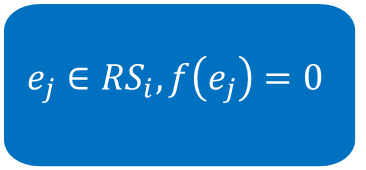 e_j ∈ RS_i, f(e_j) = 0